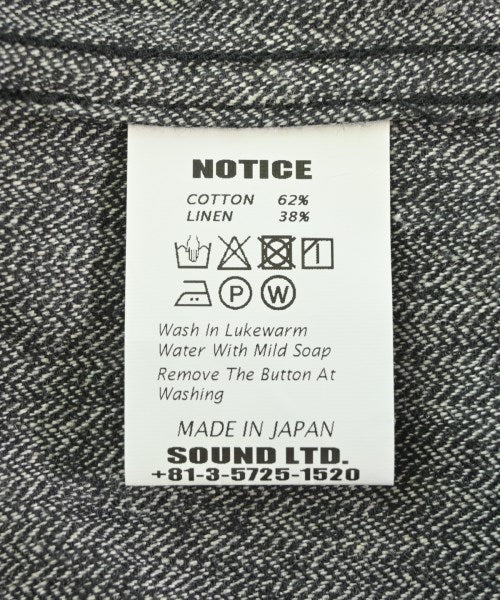 NOTICE
COTTON 62%
LINEN 38%
P W
Wash In Lukewarm
Water With Mild Soap
Remove The Button At
Washing
MADE IN JAPAN
SOUND LTD.
+81-3-5725-1520